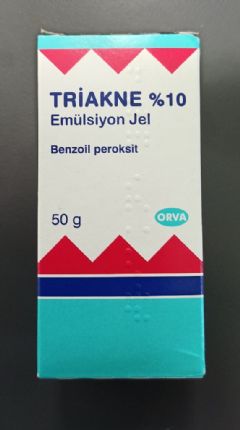 TRİAKNE %10
Emülsiyon Jel
Benzoil peroksit
50 g
ORVA